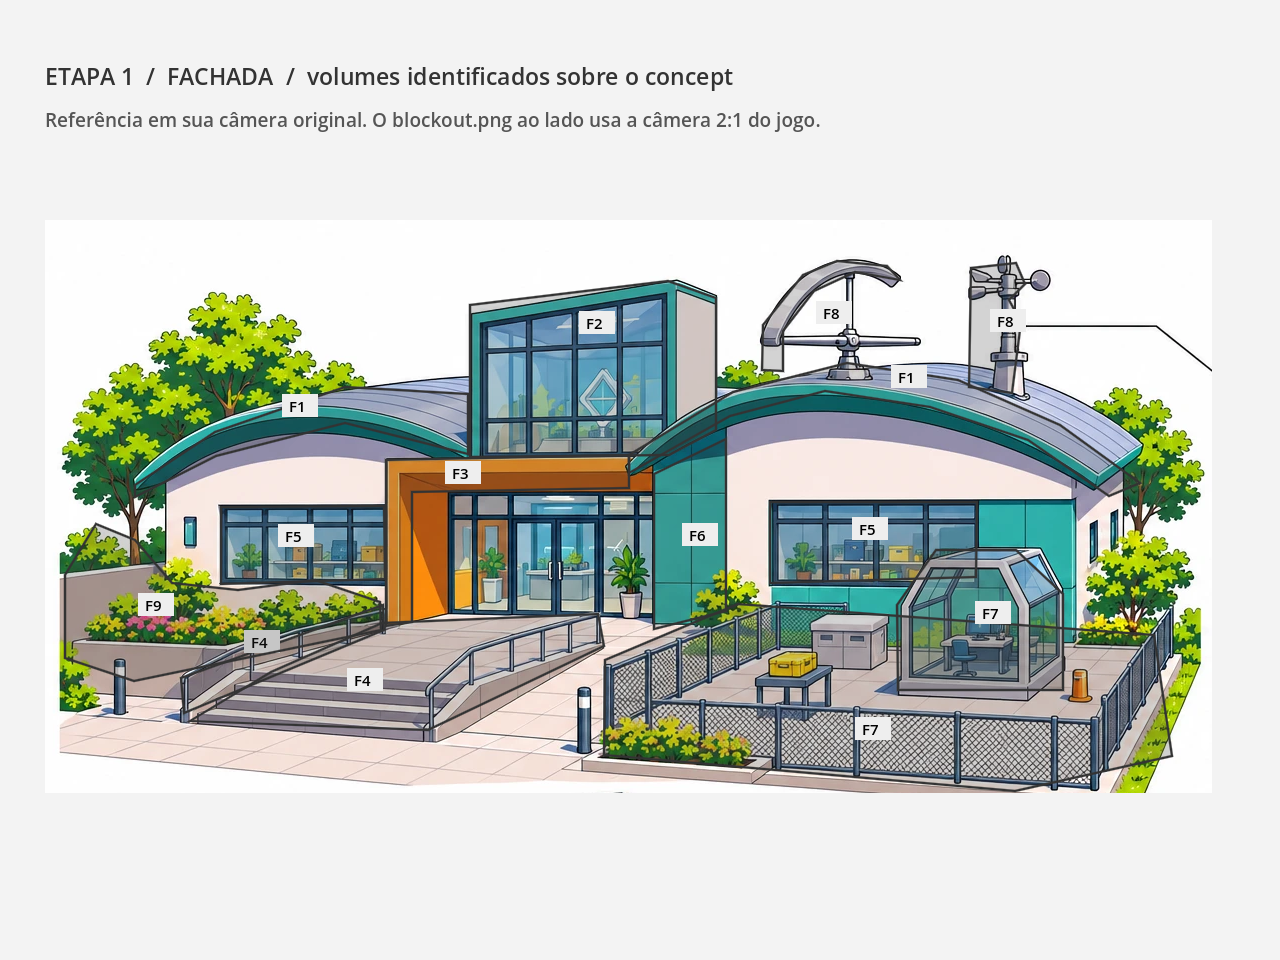 ETAPA 1 / FACHADA / volumes identificados sobre o concept
Referência em sua câmera original. O blockout.png ao lado usa a câmera 2:1 do jogo.
F8
F2
F8
F1
F1
F3
F5
F5
F6
F9
F7
F4
F4
F7